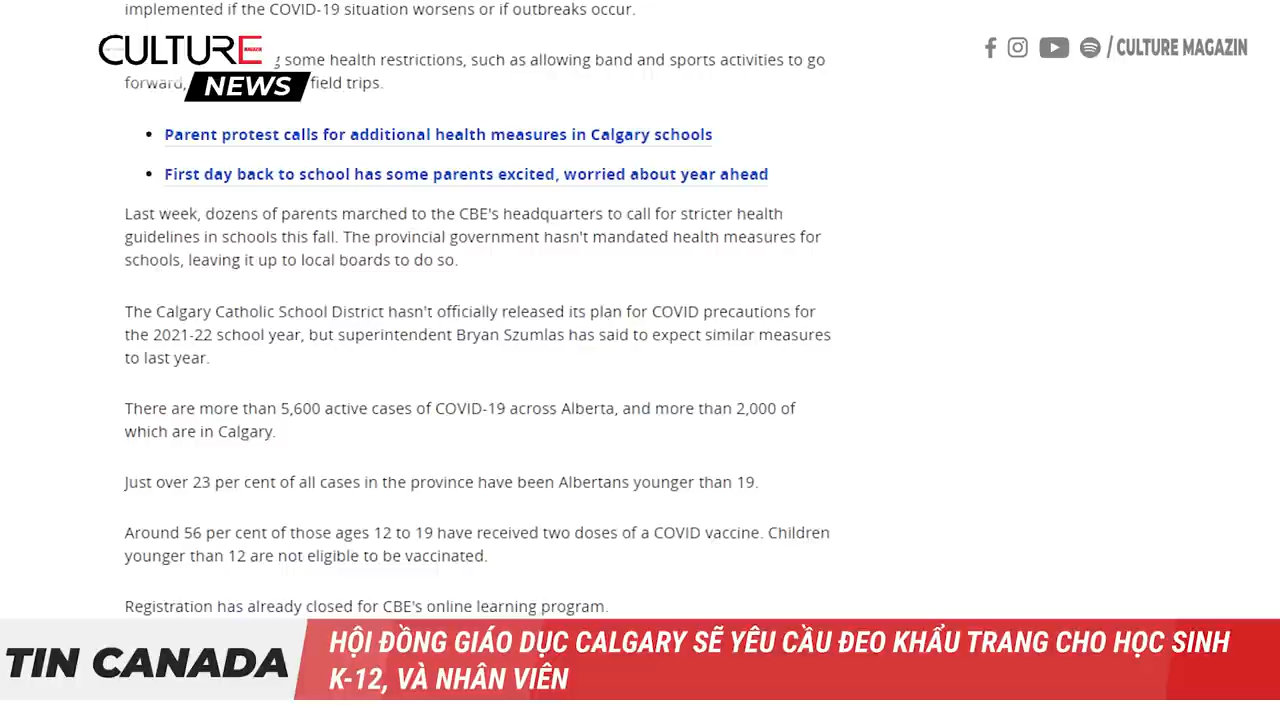 implemented if the COVID-19 situation worsens or if outbreaks occur.
CULTURE
NEWS
/ CULTURE MAGAZIN
some health restrictions, such as allowing band and sports activities to go
forward, field trips.
• Parent protest calls for additional health measures in Calgary schools
• First day back to school has some parents excited, worried about year ahead
Last week, dozens of parents marched to the CBE's headquarters to call for stricter health
guidelines in schools this fall. The provincial government hasn't mandated health measures for
schools, leaving it up to local boards to do so.
The Calgary Catholic School District hasn't officially released its plan for COVID precautions for
the 2021-22 school year, but superintendent Bryan Szumlas has said to expect similar measures
to last year.
There are more than 5,600 active cases of COVID-19 across Alberta, and more than 2,000 of
which are in Calgary.
Just over 23 per cent of all cases in the province have been Albertans younger than 19.
Around 56 per cent of those ages 12 to 19 have received two doses of a COVID vaccine. Children
younger than 12 are not eligible to be vaccinated.
Registration has already closed for CBE's online learning program.
TIN CANADA
HỘI ĐỒNG GIÁO DỤC CALGARY SẼ YÊU CẦU ĐEO KHẨU TRANG CHO HỌC SINH
K-12, VÀ NHÂN VIÊN